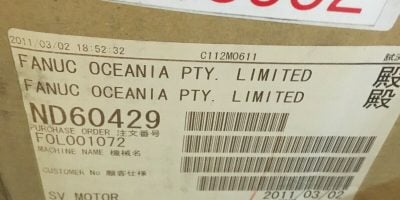 2011/03/02 18:52:32
C112M0611
FANUC OCEANIA PTY. LIMITED 殿
FANUC OCEANIA PTY. LIMITED 殿
ND60429
PURCHASE ORDER 注文番号
FOL001072
MACHINE NAME 機械名
CUSTOMER No 顧客仕様
SV MOTOR
2011/03/02